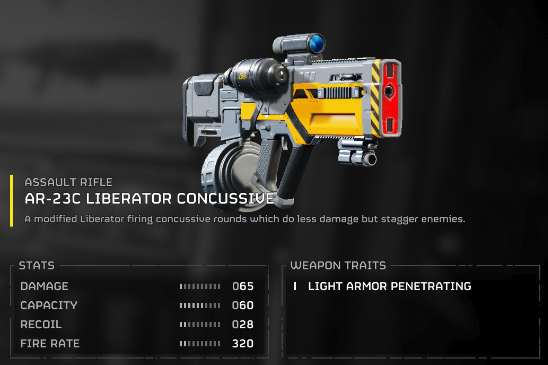 ASSAULT RIFLE
AR-23C LIBERATOR CONCUSSIVE
A modified Liberator firing concussive rounds which do less damage but stagger enemies.
STATS
DAMAGE 065
CAPACITY 060
RECOIL 028
FIRE RATE 320
WEAPON TRAITS
I LIGHT ARMOR PENETRATING